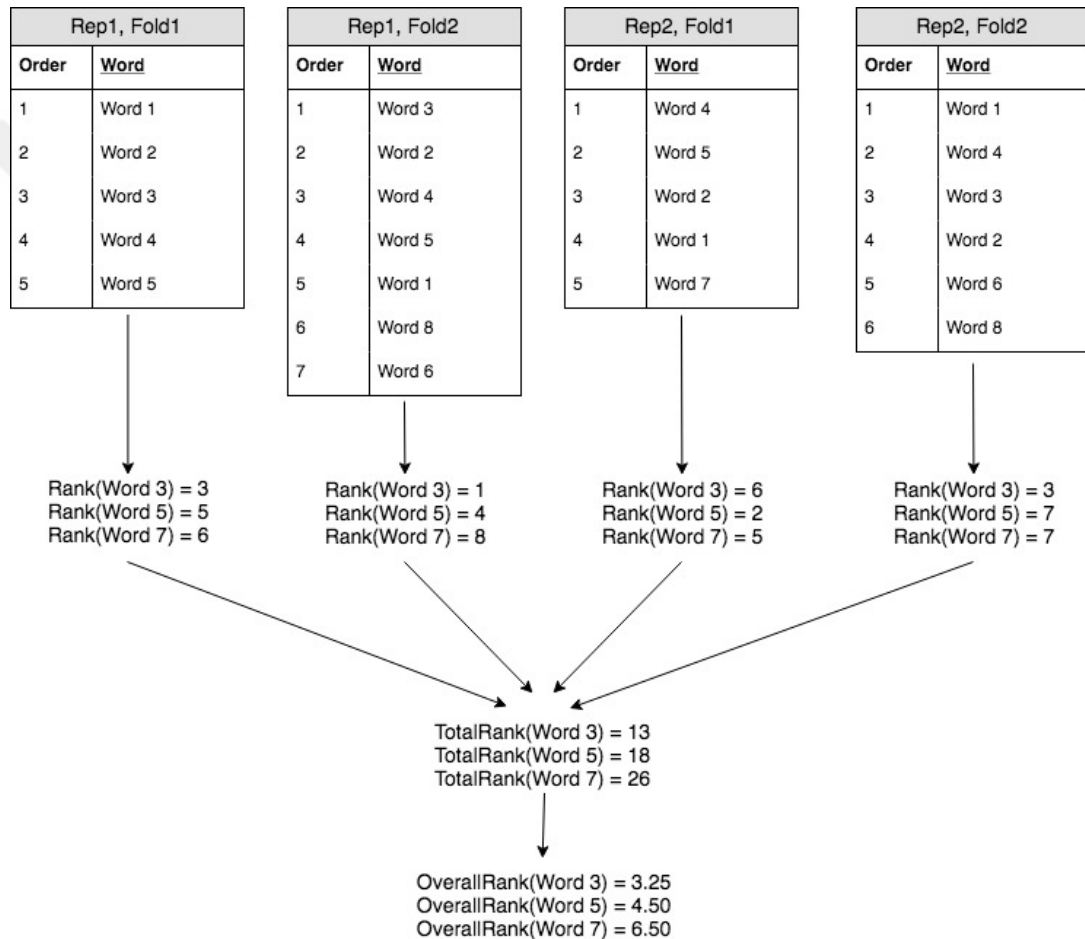 Rep1, Fold1
Order Word
1 Word 1
2 Word 2
3 Word 3
4 Word 4
5 Word 5
Rep1, Fold2
Order Word
1 Word 3
2 Word 2
3 Word 4
4 Word 5
5 Word 1
6 Word 8
7 Word 6
Rep2, Fold1
Order Word
1 Word 4
2 Word 5
3 Word 2
4 Word 1
5 Word 7
Rep2, Fold2
Order Word
1 Word 1
2 Word 4
3 Word 3
4 Word 2
5 Word 6
6 Word 8
Rank(Word 3) = 3
Rank(Word 5) = 5
Rank(Word 7) = 6
Rank(Word 3) = 1
Rank(Word 5) = 4
Rank(Word 7) = 8
Rank(Word 3) = 6
Rank(Word 5) = 2
Rank(Word 7) = 5
Rank(Word 3) = 3
Rank(Word 5) = 7
Rank(Word 7) = 7
TotalRank(Word 3) = 13
TotalRank(Word 5) = 18
TotalRank(Word 7) = 26
OverallRank(Word 3) = 3.25
OverallRank(Word 5) = 4.50
OverallRank(Word 7) = 6.50